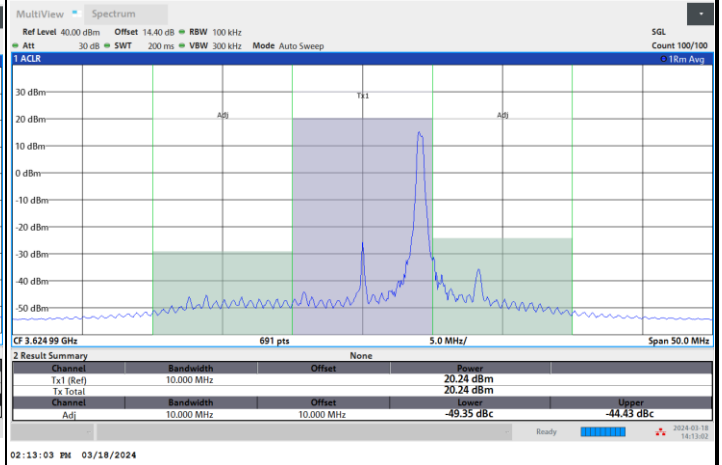 MultiView Spectrum
Ref Level 40.00 dBm Offset 14.40 dB RBW 100 kHz SGL
Att 30 dB SWT 200 ms VBW 300 kHz Mode Auto Sweep Count 100/100
1 ACLR 1Rm Avg
30 dBm
Tx1
20 dBm
Adj Adj
10 dBm
0 dBm
-10 dBm
-20 dBm
-30 dBm
-40 dBm
-50 dBm
CF 3.62499 GHz 691 pts 5.0 MHz/ Span 50.0 MHz
2 Result Summary None
Channel Bandwidth Offset Power
Tx1 (Ref) 10.000 MHz 20.24 dBm
Tx Total 20.24 dBm
Channel Bandwidth Offset Lower Upper
Adj 10.000 MHz 10.000 MHz -49.35 dBc -44.43 dBc
Ready 2024-03-18
14:13:02
02:13:03 PM 03/18/2024